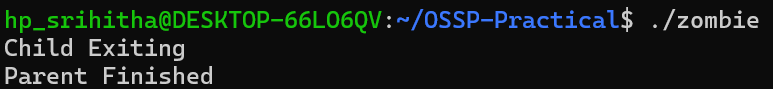 hp_srihitha@DESKTOP-66LO6QV:~/OSSP-Practical$ ./zombie
Child Exiting
Parent Finished